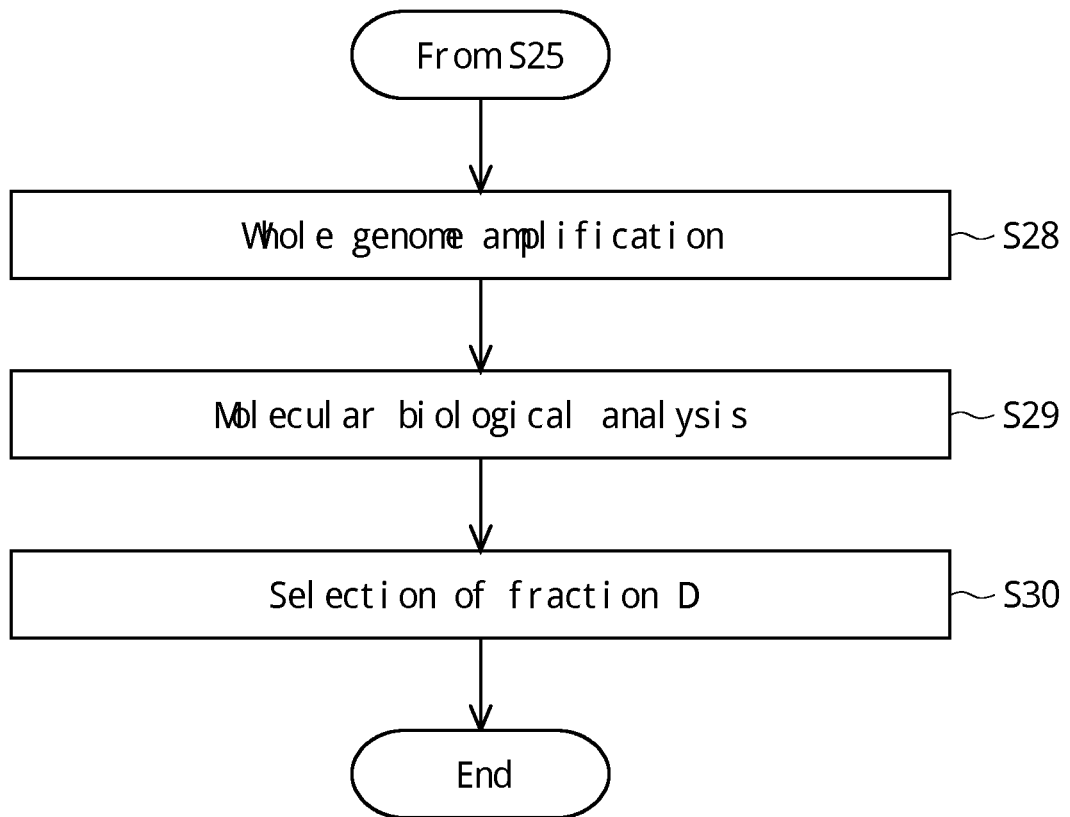 From S25
Whole genome amplification
S28
Molecular biological analysis
S29
Selection of fraction D
S30
End